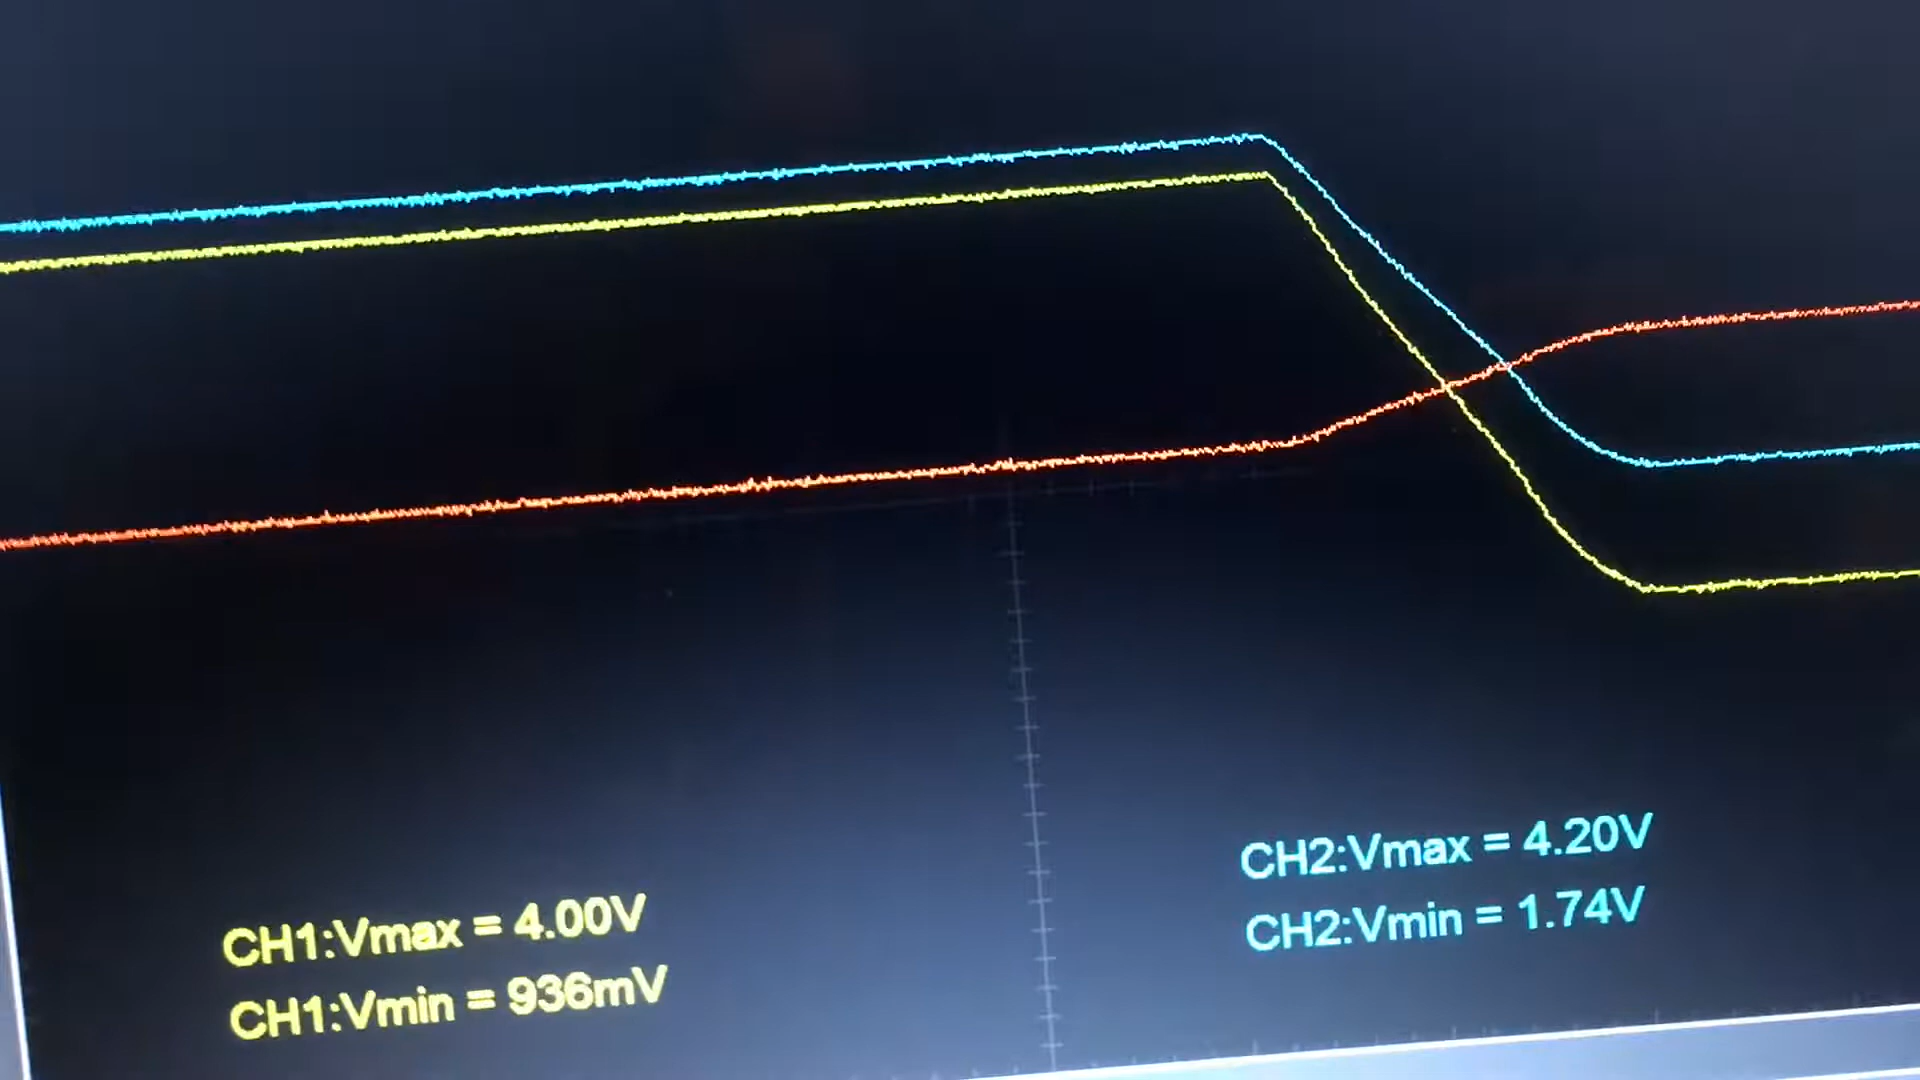 CH1:Vmax = 4.00V
CH1:Vmin = 936mV
CH2:Vmax = 4.20V
CH2:Vmin = 1.74V